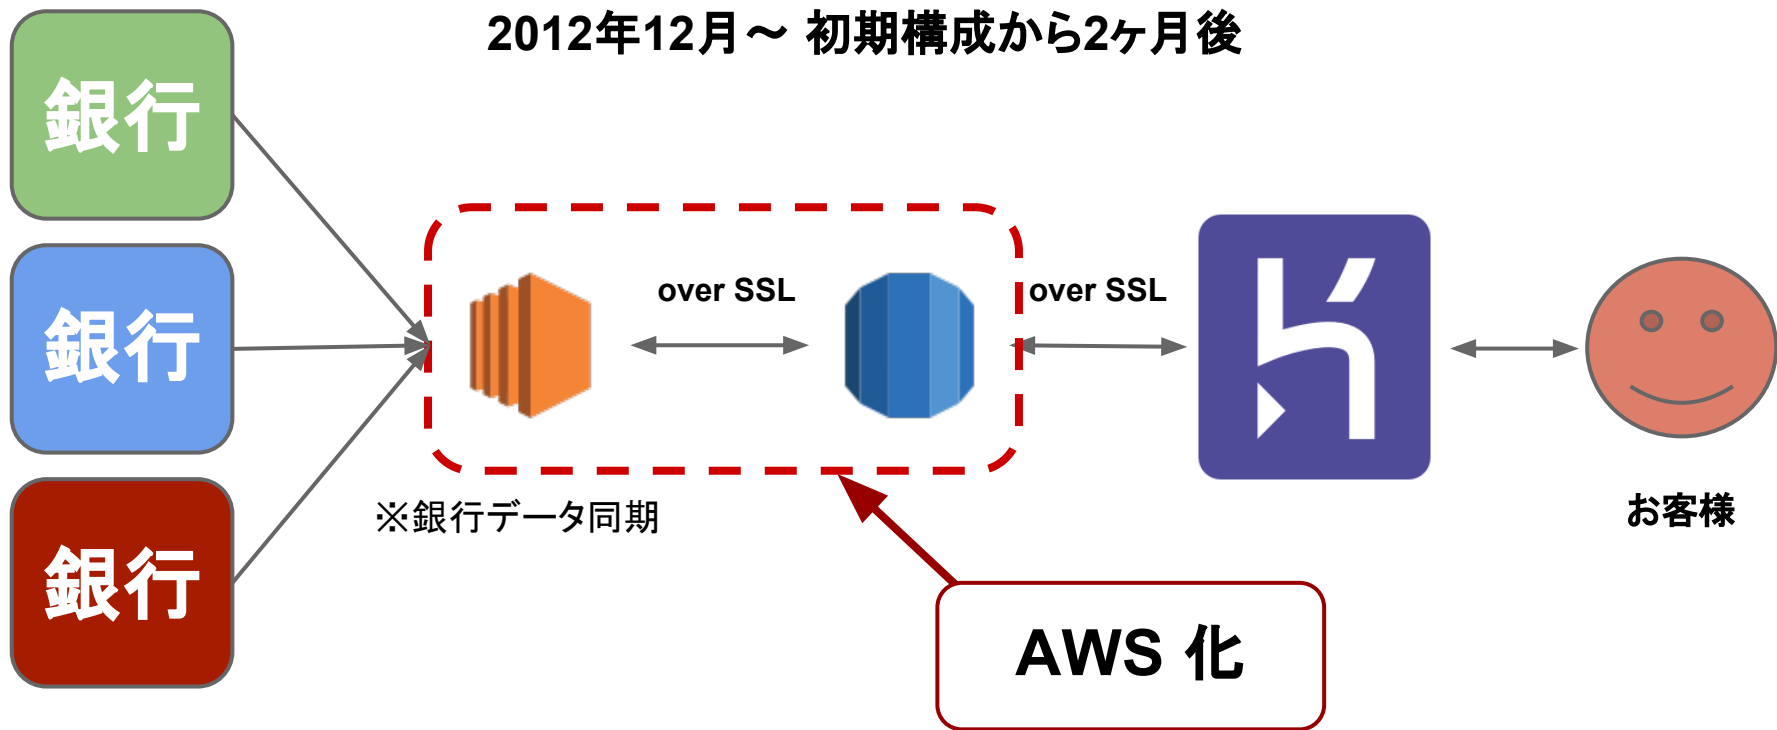 2012年12月〜 初期構成から2ヶ月後
銀行
銀行
銀行
over SSL
over SSL
※銀行データ同期
お客様
AWS 化